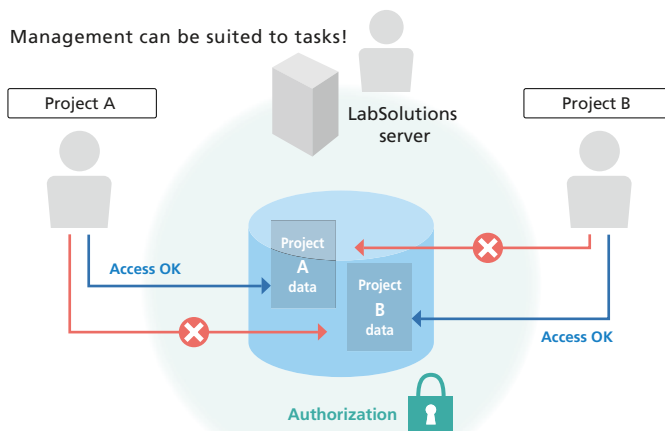 Management can be suited to tasks!
Project A
Project B
LabSolutions
server
Project
A
data
Access OK
Project
B
data
Access OK
Authorization